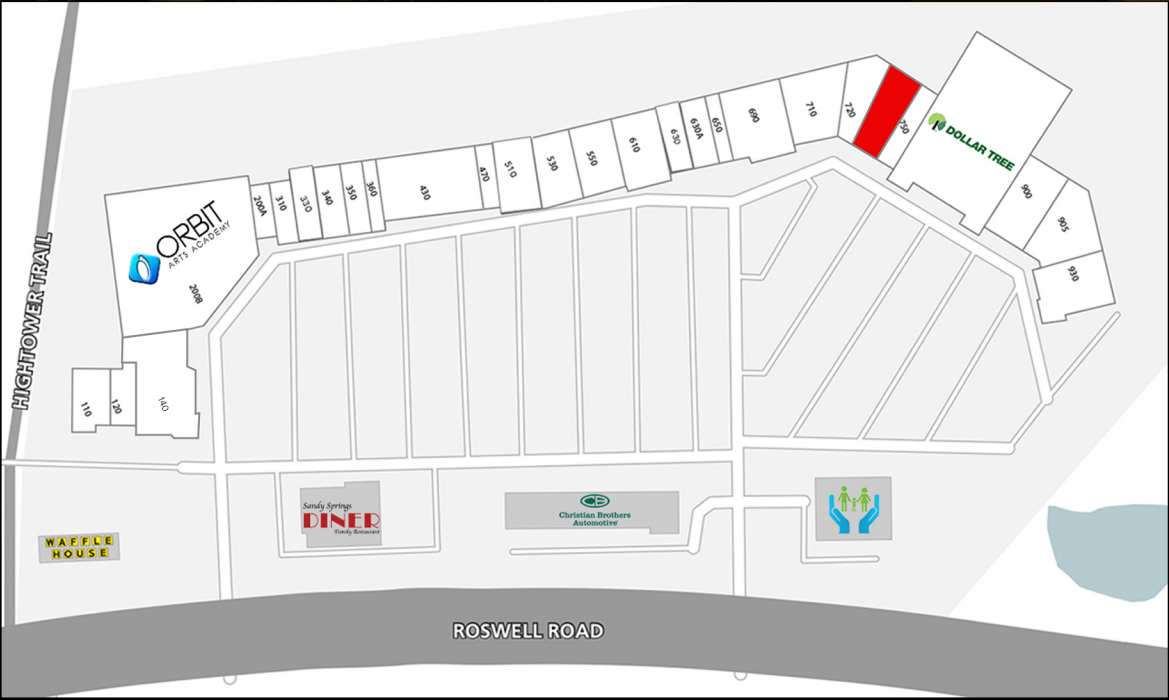 HIGHTOWER TRAIL
ORBIT
ARTS ACADEMY
200B
110
120
140
200A
310
330
340
350
360
430
470
510
530
550
610
630
630A
650
690
710
720
750
DOLLAR TREE
900
905
930
WAFFLE
HOUSE
Sandy Springs
DINER
Family Restaurant
Christian Brothers
Automotive
ROSWELL ROAD